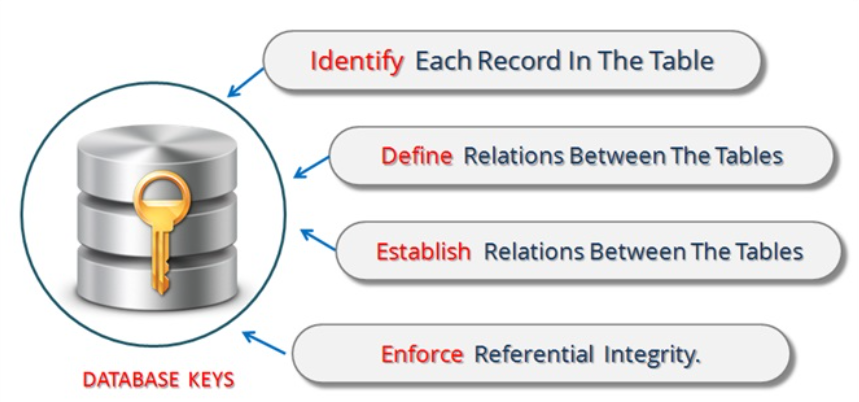 Identify Each Record In The Table
Define Relations Between The Tables
Establish Relations Between The Tables
Enforce Referential Integrity.
DATABASE KEYS